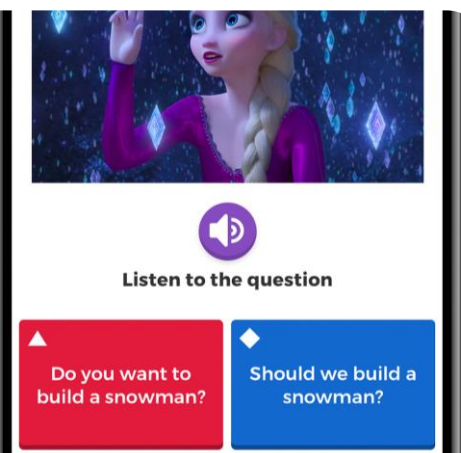 Listen to the question
Do you want to
build a snowman?
Should we build a
snowman?